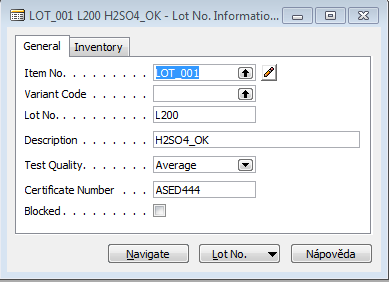 LOT_001 L200 H2SO4_OK - Lot No. Informatio...
General Inventory
Item No. LOT_001
Variant Code
Lot No. L200
Description H2SO4_OK
Test Quality Average
Certificate Number ASED444
Blocked
Navigate Lot No. Nápověda